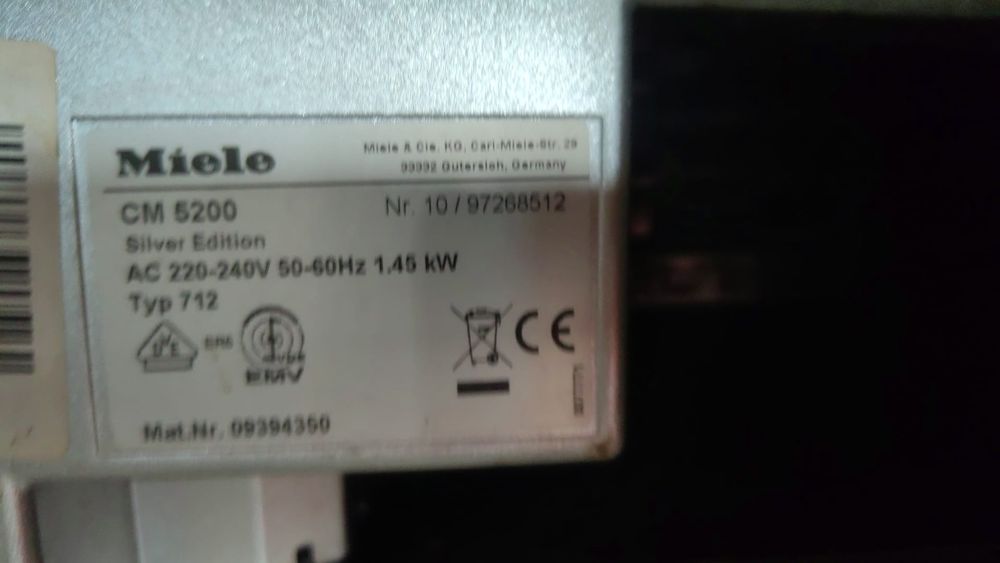 Miele
Miele & Cie. KG, Carl-Miele-Str. 29
33332 Gütersloh, Germany
CM 5200
Nr. 10 / 97268512
Silver Edition
AC 220-240V 50-60Hz 1.45 kW
Typ 712
EMV
CE
Mat.Nr. 09394350